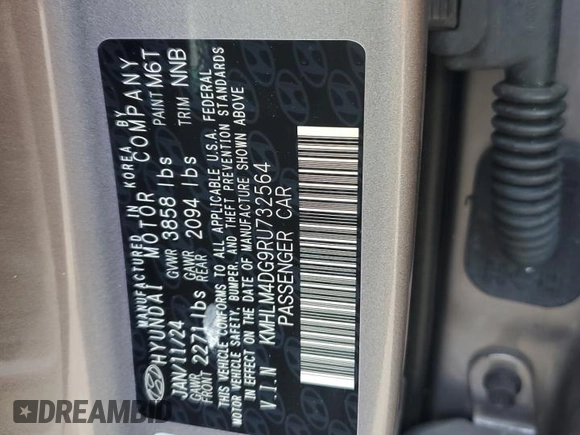 MANUFACTURED IN KOREA BY
HYUNDAI MOTOR COMPANY
JAN/11/24 GVWR 3858 lbs PAINT M6T
GAWR FRONT 2271 lbs GAWR REAR 2094 lbs TRIM NNB
THIS VEHICLE CONFORMS TO ALL APPLICABLE U.S.A. FEDERAL
MOTOR VEHICLE SAFETY, BUMPER, AND THEFT PREVENTION STANDARDS
IN EFFECT ON THE DATE OF MANUFACTURE SHOWN ABOVE
V.I.N KMHLM4DG9RU732564
PASSENGER CAR
DREAMBID